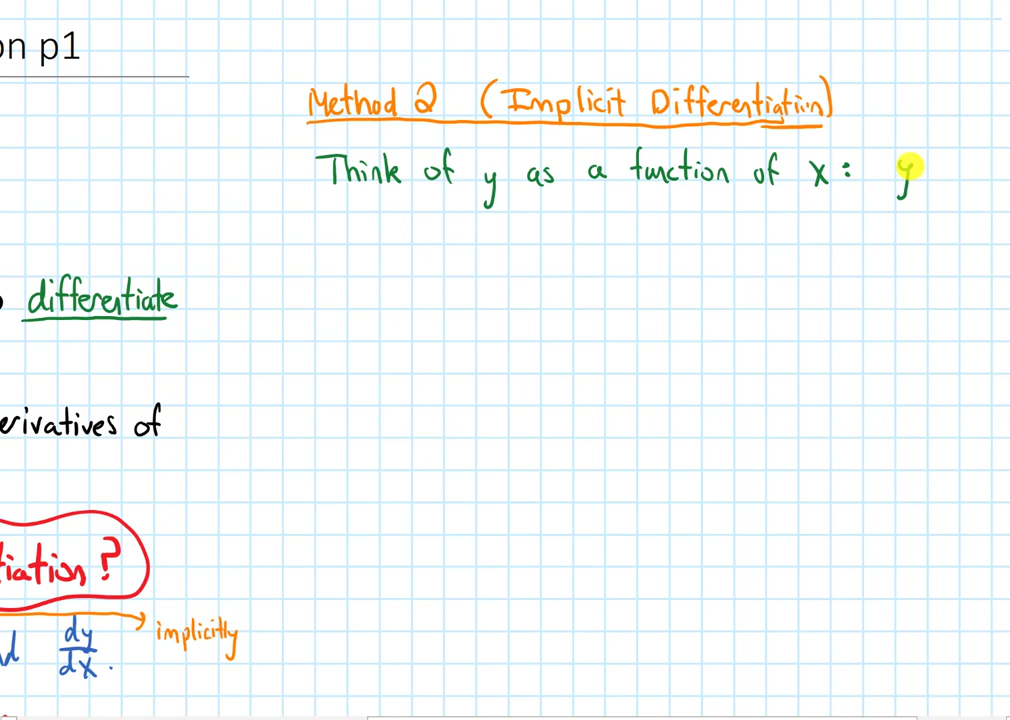 on p1
Method 2 (Implicit Differentiation)
Think of y as a function of x: y
differentiate
erivatives of
tiation?
implicitly
dy
dx.